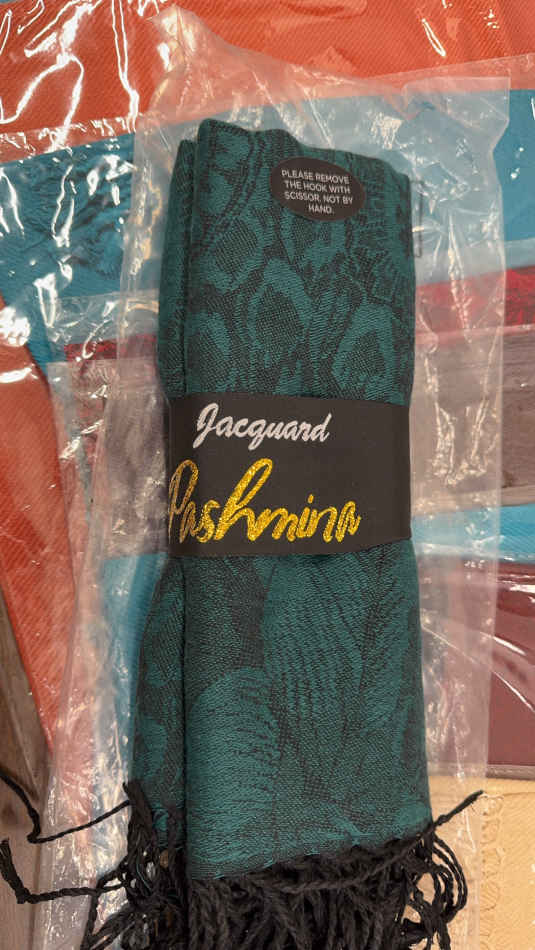 PLEASE REMOVE
THE HOOK WITH
SCISSOR. NOT BY
HAND.
Jacquard
Pashmina